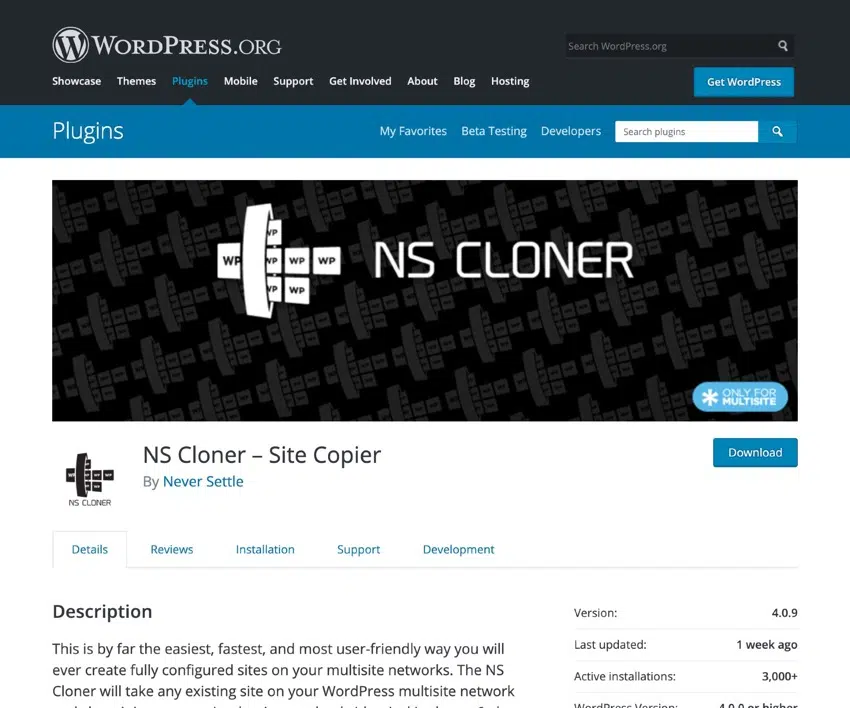 WORDPRESS.ORG
Search WordPress.org
Showcase Themes Plugins Mobile Support Get Involved About Blog Hosting
Get WordPress
Plugins
My Favorites Beta Testing Developers
Search plugins
WP
WP WP WP WP
WP WP
NS CLONER
ONLY FOR
MULTISITE
NS CLONER
NS Cloner – Site Copier
By Never Settle
Download
Details Reviews Installation Support Development
Description
This is by far the easiest, fastest, and most user-friendly way you will
ever create fully configured sites on your multisite networks. The NS
Cloner will take any existing site on your WordPress multisite network
Version: 4.0.9
Last updated: 1 week ago
Active installations: 3,000+
WordPress Version: 4.0.0 or higher